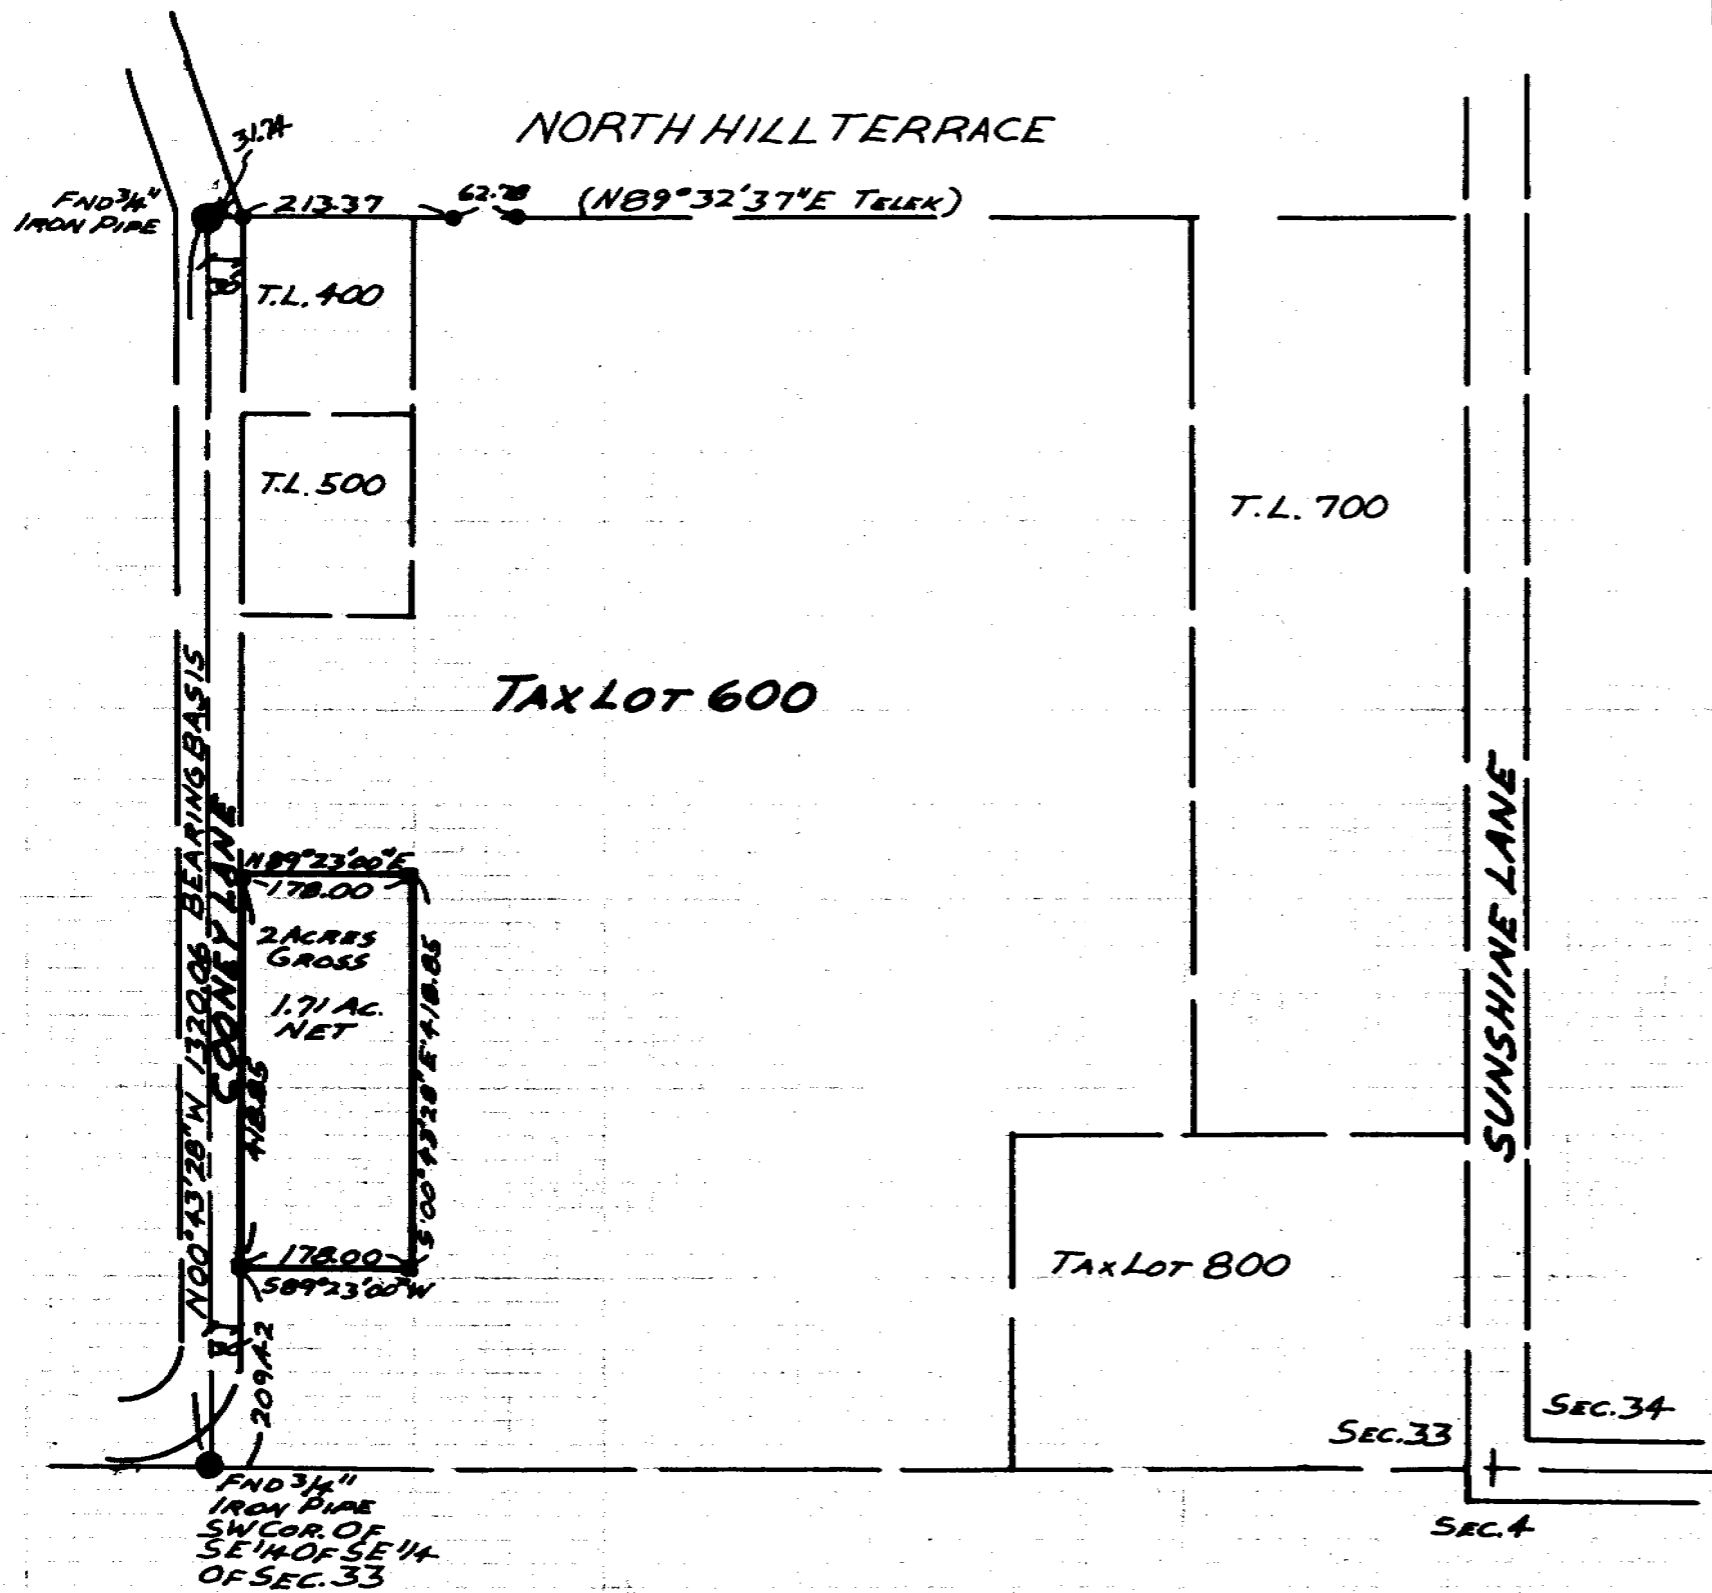 NORTH HILL TERRACE
31.74
FND 3/4"
IRON PIPE
213.37
62.78
(N89°32'37"E TELEK)
T.L. 400
T.L. 500
T.L. 700
TAX LOT 600
N00°43'28"W 1320.06 BEARING BASIS
COONEY LANE
N89°23'00"E
178.00
2 ACRES
GROSS
1.71 AC.
NET
418.85
S00°43'28"E 418.85
178.00
S89°23'00"W
209.42
SUNSHINE LANE
TAX LOT 800
SEC. 33
SEC. 34
SEC. 4
FND 3/4"
IRON PIPE
SW COR. OF
SE 1/4 OF SE 1/4
OF SEC. 33